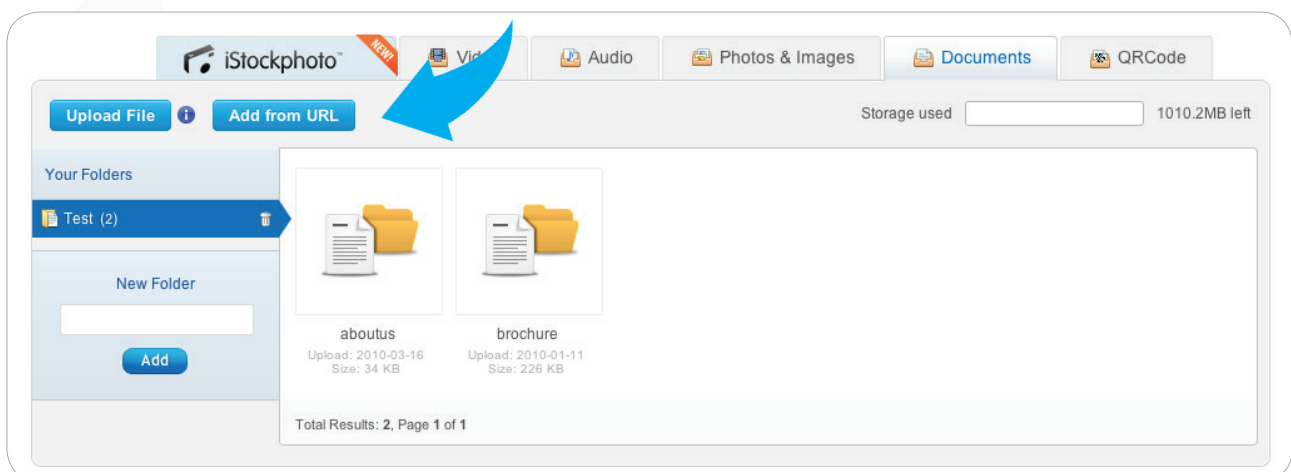 iStockphoto™ NEW! Audio Photos & Images Documents QRCode
Upload File i Add from URL Storage used 1010.2MB left
Your Folders
Test (2)
New Folder
Add
aboutus
Upload: 2010-03-16
Size: 34 KB
brochure
Upload: 2010-01-11
Size: 226 KB
Total Results: 2, Page 1 of 1